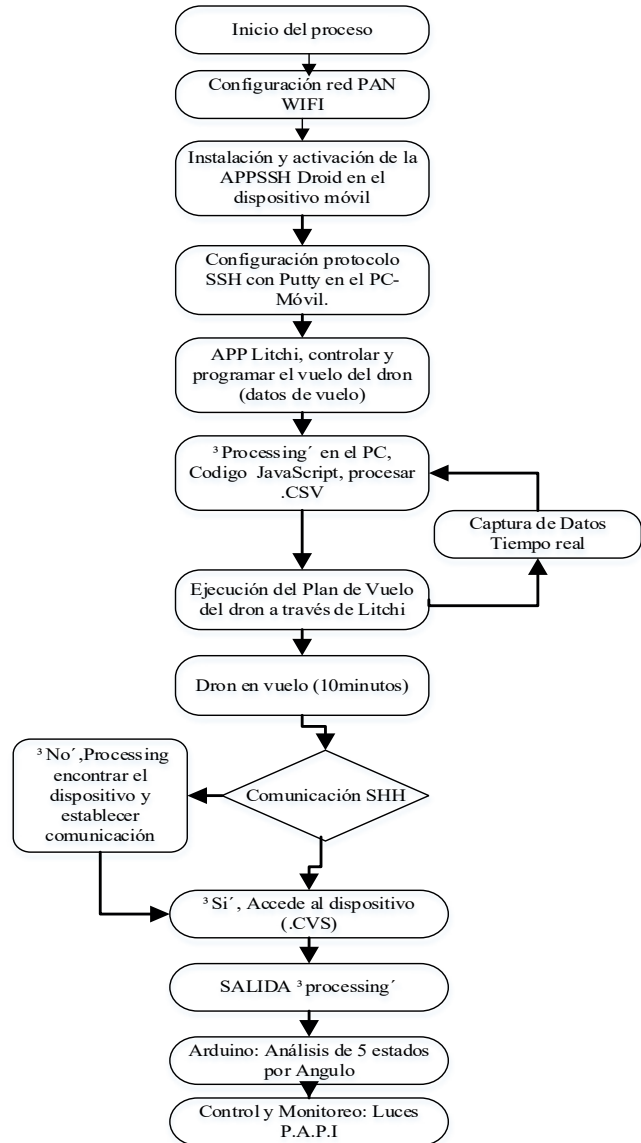 Inicio del proceso
Configuración red PAN
WIFI
Instalación y activación de la
APPSSH Droid en el
dispositivo móvil
Configuración protocolo
SSH con Putty en el PC-
Móvil.
APP Litchi, controlar y
programar el vuelo del dron
(datos de vuelo)
³Processing´ en el PC,
Codigo JavaScript, procesar
.CSV
Captura de Datos
Tiempo real
Ejecución del Plan de Vuelo
del dron a través de Litchi
Dron en vuelo (10minutos)
³No´,Processing
encontrar el
dispositivo y
establecer
comunicación
Comunicación SHH
³Si´, Accede al dispositivo
(.CVS)
SALIDA ³processing´
Arduino: Análisis de 5 estados
por Angulo
Control y Monitoreo: Luces
P.A.P.I